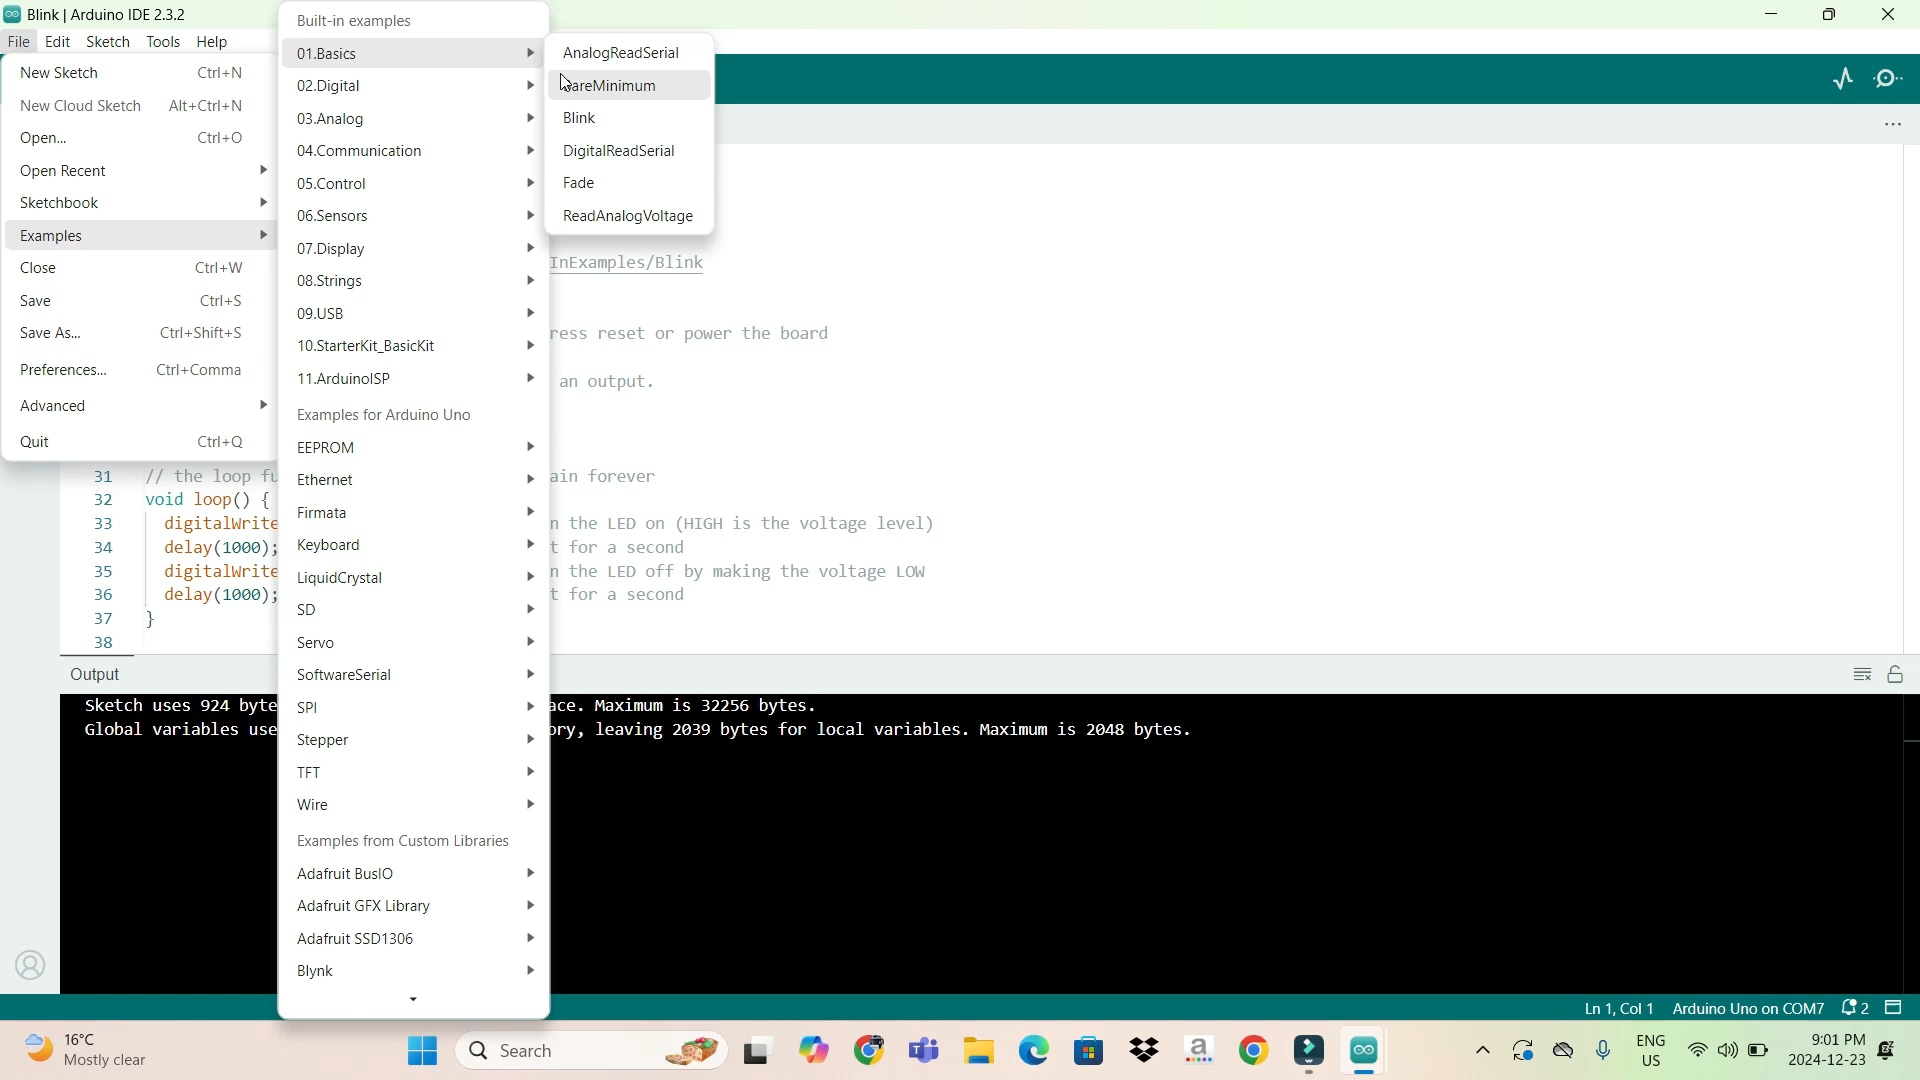 Blink | Arduino IDE 2.3.2
File Edit Sketch Tools Help
New Sketch Ctrl+N
New Cloud Sketch Alt+Ctrl+N
Open... Ctrl+O
Open Recent
Sketchbook
Examples
Close Ctrl+W
Save Ctrl+S
Save As... Ctrl+Shift+S
Preferences... Ctrl+Comma
Advanced
Quit Ctrl+Q
Built-in examples
01.Basics
02.Digital
03.Analog
04.Communication
05.Control
06.Sensors
07.Display
08.Strings
09.USB
10.StarterKit_BasicKit
11.ArduinoISP
Examples for Arduino Uno
EEPROM
Ethernet
Firmata
Keyboard
LiquidCrystal
SD
Servo
SoftwareSerial
SPI
Stepper
TFT
Wire
Examples from Custom Libraries
Adafruit BusIO
Adafruit GFX Library
Adafruit SSD1306
Blynk
AnalogReadSerial
areMinimum
Blink
DigitalReadSerial
Fade
ReadAnalogVoltage
InExamples/Blink
ress reset or power the board
an output.
31 // the loop fu ain forever
32 void loop() {
33 digitalWrite n the LED on (HIGH is the voltage level)
34 delay(1000); t for a second
35 digitalWrite n the LED off by making the voltage LOW
36 delay(1000); t for a second
37 }
38
Output
Sketch uses 924 byte ace. Maximum is 32256 bytes.
Global variables use ory, leaving 2039 bytes for local variables. Maximum is 2048 bytes.
Ln 1, Col 1 Arduino Uno on COM7 2
16°C
Mostly clear
Search
ENG
US
9:01 PM
2024-12-23